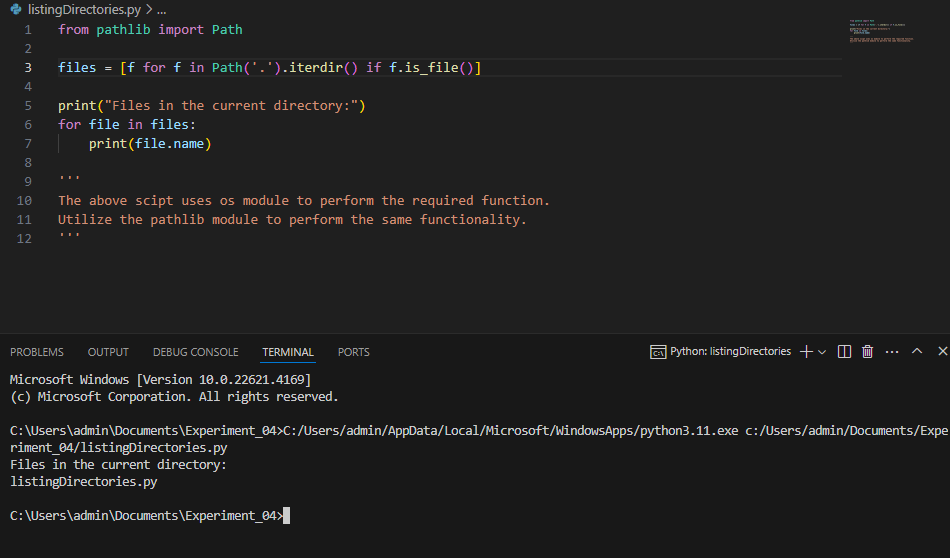 listingDirectories.py > ...
1 from pathlib import Path
2
3 files = [f for f in Path('.').iterdir() if f.is_file()]
4
5 print("Files in the current directory:")
6 for file in files:
7     print(file.name)
8
9 '''
10 The above scipt uses os module to perform the required function.
11 Utilize the pathlib module to perform the same functionality.
12 '''
PROBLEMS OUTPUT DEBUG CONSOLE TERMINAL PORTS Python: listingDirectories
Microsoft Windows [Version 10.0.22621.4169]
(c) Microsoft Corporation. All rights reserved.
C:\Users\admin\Documents\Experiment_04>C:/Users/admin/AppData/Local/Microsoft/WindowsApps/python3.11.exe c:/Users/admin/Documents/Expe
riment_04/listingDirectories.py
Files in the current directory:
listingDirectories.py
C:\Users\admin\Documents\Experiment_04>